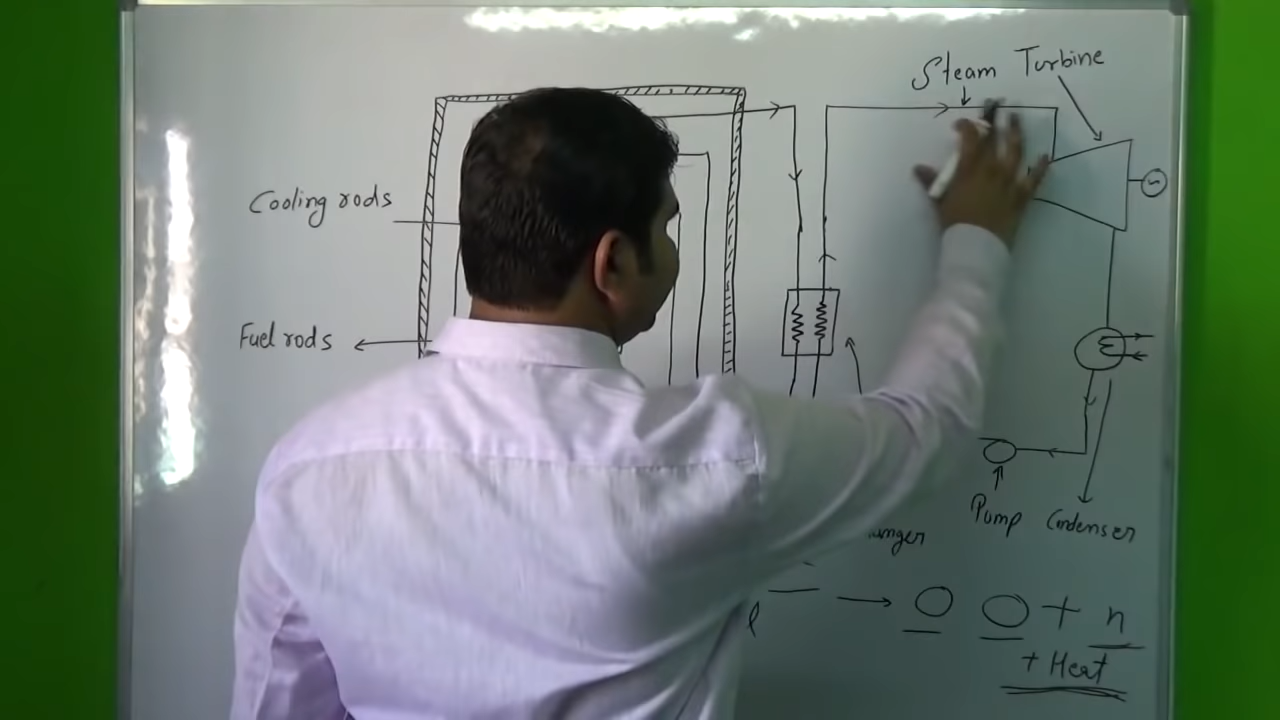 Steam Turbine
Cooling rods
Fuel rods
Pump Condenser
n
+ Heat